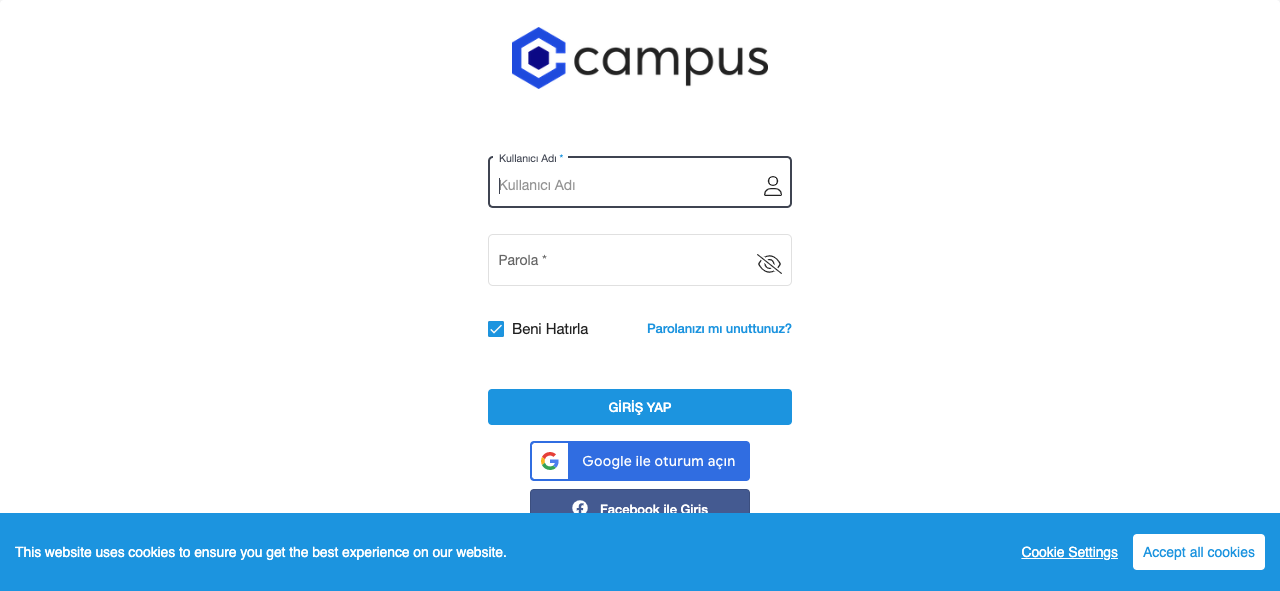 campus
Kullanıcı Adı *
Kullanıcı Adı
Parola *
Beni Hatırla
Parolanızı mı unuttunuz?
GİRİŞ YAP
Google ile oturum açın
Facebook ile Giriş
This website uses cookies to ensure you get the best experience on our website.
Cookie Settings
Accept all cookies